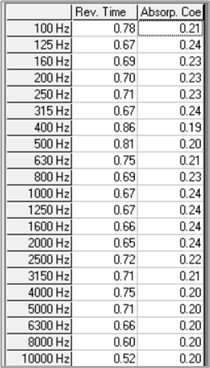 Rev. Time Absorp. Coe
100 Hz 0.78 0.21
125 Hz 0.67 0.24
160 Hz 0.69 0.23
200 Hz 0.70 0.23
250 Hz 0.71 0.23
315 Hz 0.67 0.24
400 Hz 0.86 0.19
500 Hz 0.81 0.20
630 Hz 0.75 0.21
800 Hz 0.69 0.23
1000 Hz 0.67 0.24
1250 Hz 0.67 0.24
1600 Hz 0.66 0.24
2000 Hz 0.65 0.24
2500 Hz 0.72 0.22
3150 Hz 0.71 0.21
4000 Hz 0.75 0.20
5000 Hz 0.71 0.20
6300 Hz 0.66 0.20
8000 Hz 0.60 0.20
10000 Hz 0.52 0.20